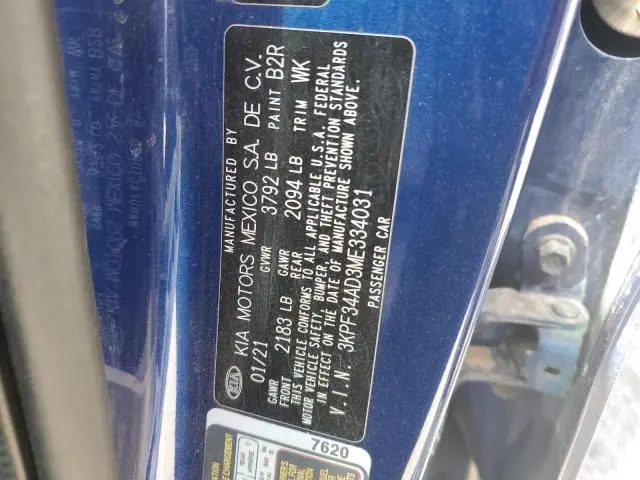 MANUFACTURED BY
KIA KIA MOTORS MEXICO S.A. DE C.V.
01/21 GVWR 3792 LB PAINT B2R
GAWR FRONT 2183 LB GAWR REAR 2094 LB TRIM WK
THIS VEHICLE CONFORMS TO ALL APPLICABLE U.S.A. FEDERAL
MOTOR VEHICLE SAFETY, BUMPER, AND THEFT PREVENTION STANDARDS
IN EFFECT ON THE DATE OF MANUFACTURE SHOWN ABOVE.
V.I.N. 3KPF34AD3ME334031
PASSENGER CAR
7620